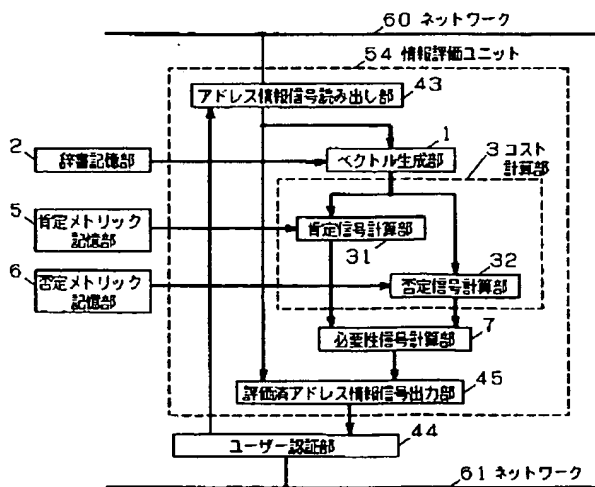 60 ネットワーク
54 情報評価ユニット
アドレス情報信号読み出し部
43
2
辞書記憶部
1
ベクトル生成部
3 コスト
計算部
5
肯定メトリック
記憶部
肯定信号計算部
31
6
否定メトリック
記憶部
32
否定信号計算部
必要性信号計算部
7
45
評価済アドレス情報信号出力部
ユーザー認証部
44
61 ネットワーク